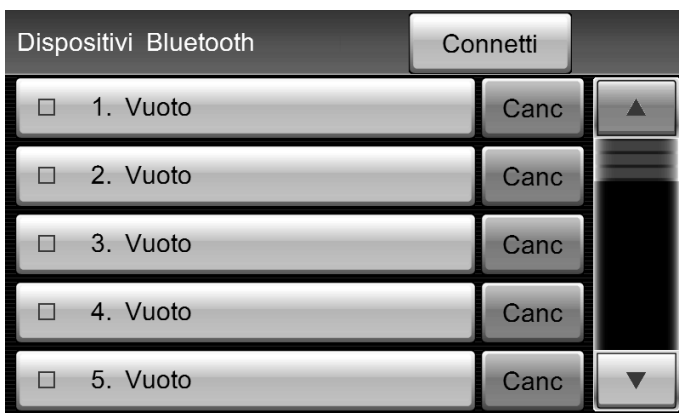 Dispositivi Bluetooth Connetti
1. Vuoto Canc
2. Vuoto Canc
3. Vuoto Canc
4. Vuoto Canc
5. Vuoto Canc